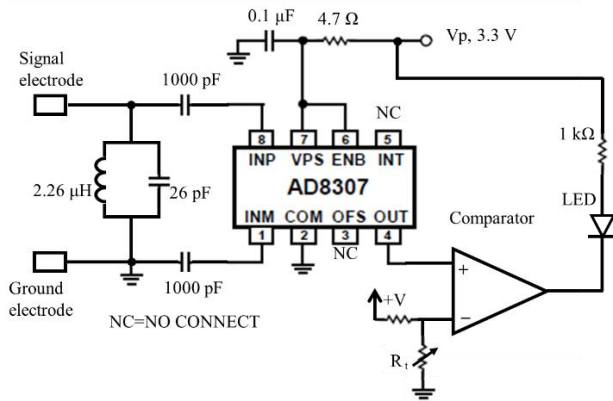 0.1 µF
4.7 Ω
Vp, 3.3 V
Signal
electrode
1000 pF
NC
8 7 6 5
INP VPS ENB INT
1 kΩ
2.26 µH
26 pF
AD8307
LED
INM COM OFS OUT
Comparator
1 2 3 4
NC
+
Ground
electrode
1000 pF
+V
−
NC=NO CONNECT
Rt